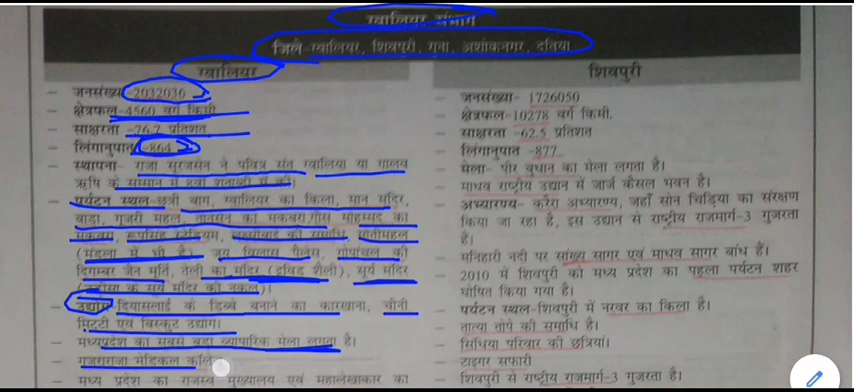 ग्वालियर संभाग
जिले-ग्वालियर, शिवपुरी, गुना, अशोकनगर, दतिया
ग्वालियर
– जनसंख्या- 2032036
– क्षेत्रफल-4560 वर्ग किमी
– साक्षरता -76.7 प्रतिशत
– लिंगानुपात -864
– स्थापना- राजा सूरजसेन ने पवित्र संत ग्वालिया या गालव
ऋषि के सम्मान में 8वीं शताब्दी में की।
– पर्यटन स्थल-छत्री बाग, ग्वालियर का किला, मान मंदिर,
बाड़ा, गुजरी महल, तानसेन का मकबरा, गौस मोहम्मद का
मकबरा, रूपसिंह स्टेडियम, लक्ष्मीबाई की समाधि, मोतीमहल
(मंडला में भी है) जय विलास पैलेस, गोपांचल की
दिगम्बर जैन मूर्ति, तेली का मंदिर (द्रविड़ शैली), सूर्य मंदिर
(उड़ीसा के सूर्य मंदिर की नकल)।
– उद्योग-दियासलाई के डिब्बे बनाने का कारखाना, चीनी
मिट्टी एवं बिस्कुट उद्योग।
– मध्यप्रदेश का सबसे बड़ा व्यापारिक मेला लगता है।
– गजराराजा मेडिकल कॉले
– मध्य प्रदेश का राजस्व मुख्यालय एवं महालेखाकार का
शिवपुरी
– जनसंख्या- 1726050
– क्षेत्रफल -10278 वर्ग किमी.
– साक्षरता -62.5 प्रतिशत
– लिंगानुपात -877
– मेला- पीर बुधान का मेला लगता है।
– माधव राष्ट्रीय उद्यान में जार्ज कैसल भवन है।
– अभ्यारण्य- करैरा अभ्यारण्य, जहाँ सोन चिड़िया का संरक्षण
किया जा रहा है, इस उद्यान से राष्ट्रीय राजमार्ग-3 गुजरता
है।
– मनिहारी नदी पर सांख्य सागर एवं माधव सागर बांध हैं।
– 2010 में शिवपुरी को मध्य प्रदेश का पहला पर्यटन शहर
घोषित किया गया है।
– पर्यटन स्थल-शिवपुरी में नरवर का किला है।
– तात्या तोपे की समाधि है।
– सिंधिया परिवार की छत्रियां।
– टाइगर सफारी
– शिवपुरी से राष्ट्रीय राजमार्ग-3 गुजरता है।